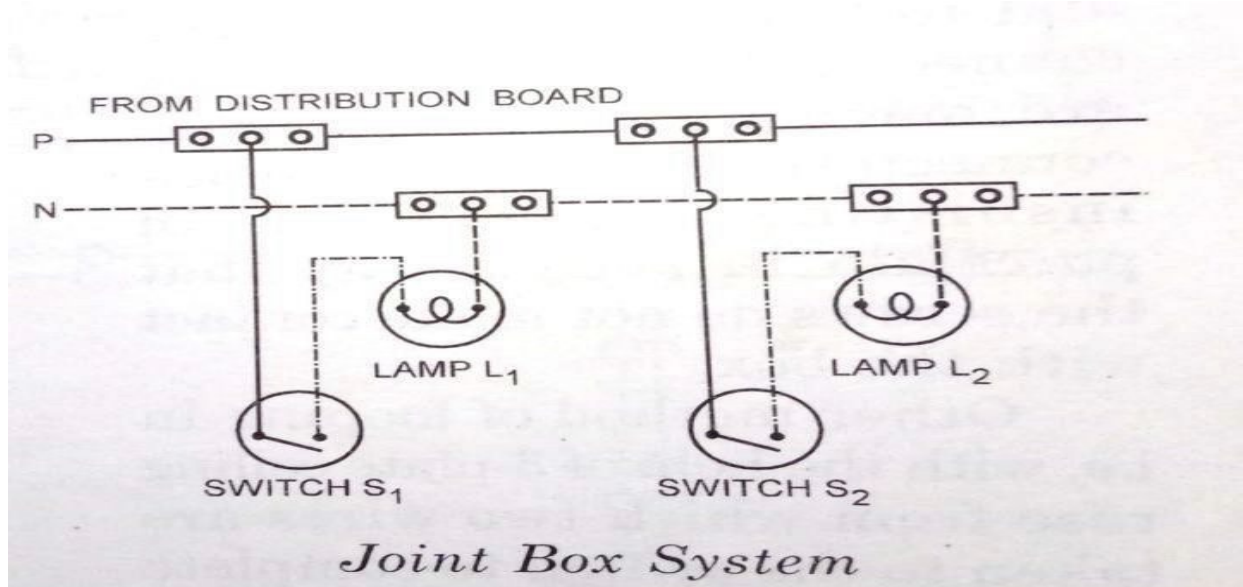 FROM DISTRIBUTION BOARD
P
N
LAMP L₁
LAMP L₂
SWITCH S₁
SWITCH S₂
Joint Box System